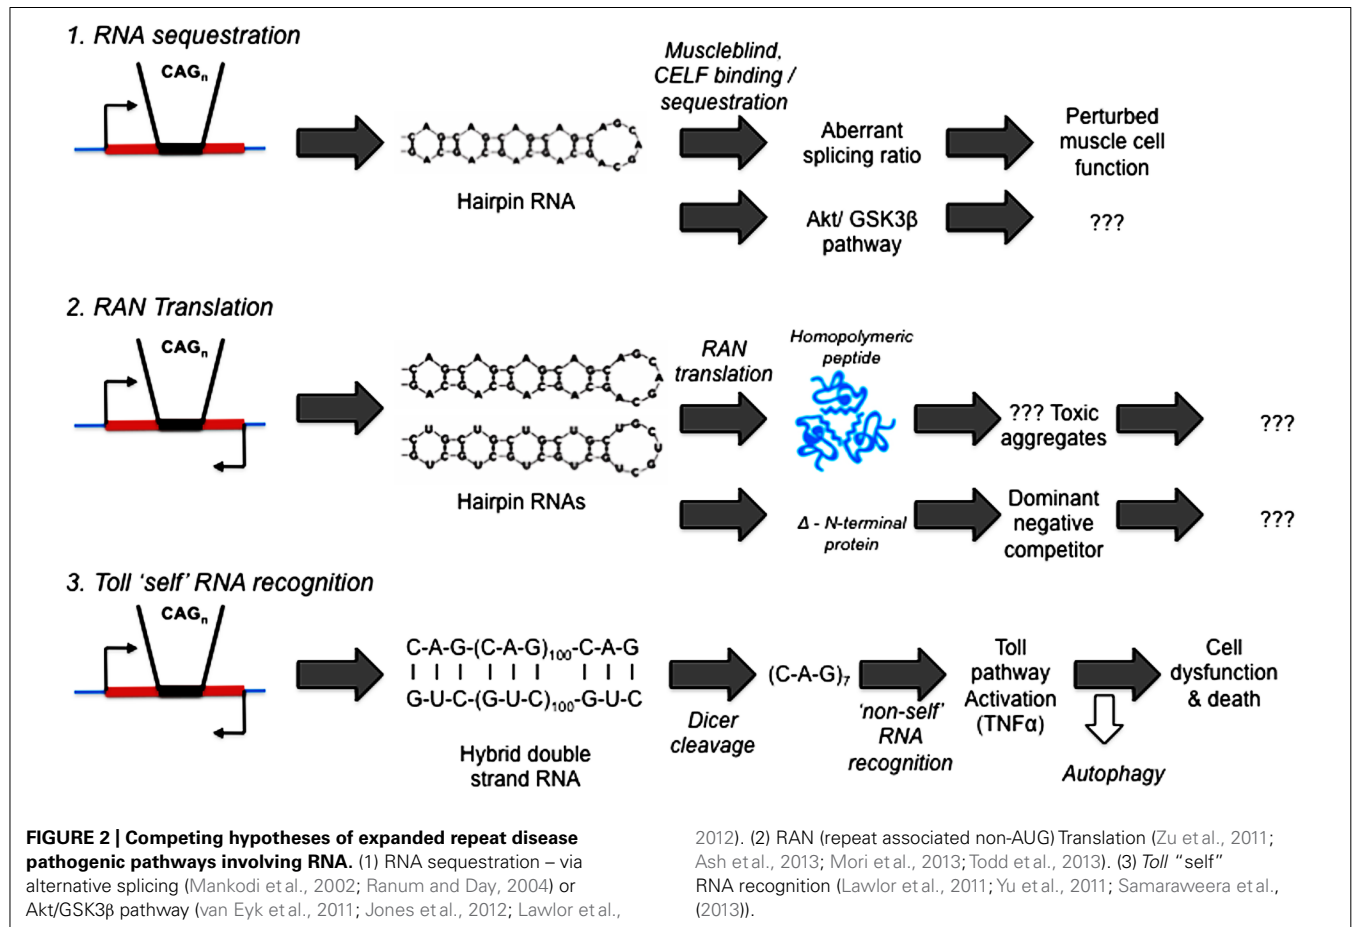 1. RNA sequestration
CAGn
Hairpin RNA
Muscleblind,
CELF binding /
sequestration
Aberrant
splicing ratio
Perturbed
muscle cell
function
Akt/ GSK3β
pathway
???
2. RAN Translation
CAGn
Hairpin RNAs
RAN
translation
Homopolymeric
peptide
??? Toxic
aggregates
???
Δ - N-terminal
protein
Dominant
negative
competitor
???
3. Toll ‘self’ RNA recognition
CAGn
C-A-G-(C-A-G)100-C-A-G
G-U-C-(G-U-C)100-G-U-C
Hybrid double
strand RNA
Dicer
cleavage
(C-A-G)7
‘non-self’
RNA
recognition
Toll
pathway
Activation
(TNFα)
Autophagy
Cell
dysfunction
& death
FIGURE 2 | Competing hypotheses of expanded repeat disease
pathogenic pathways involving RNA. (1) RNA sequestration – via
alternative splicing (Mankodi et al., 2002; Ranum and Day, 2004) or
Akt/GSK3β pathway (van Eyk et al., 2011; Jones et al., 2012; Lawlor et al.,
2012). (2) RAN (repeat associated non-AUG) Translation (Zu et al., 2011;
Ash et al., 2013; Mori et al., 2013; Todd et al., 2013). (3) Toll “self”
RNA recognition (Lawlor et al., 2011; Yu et al., 2011; Samaraweera et al.,
(2013)).